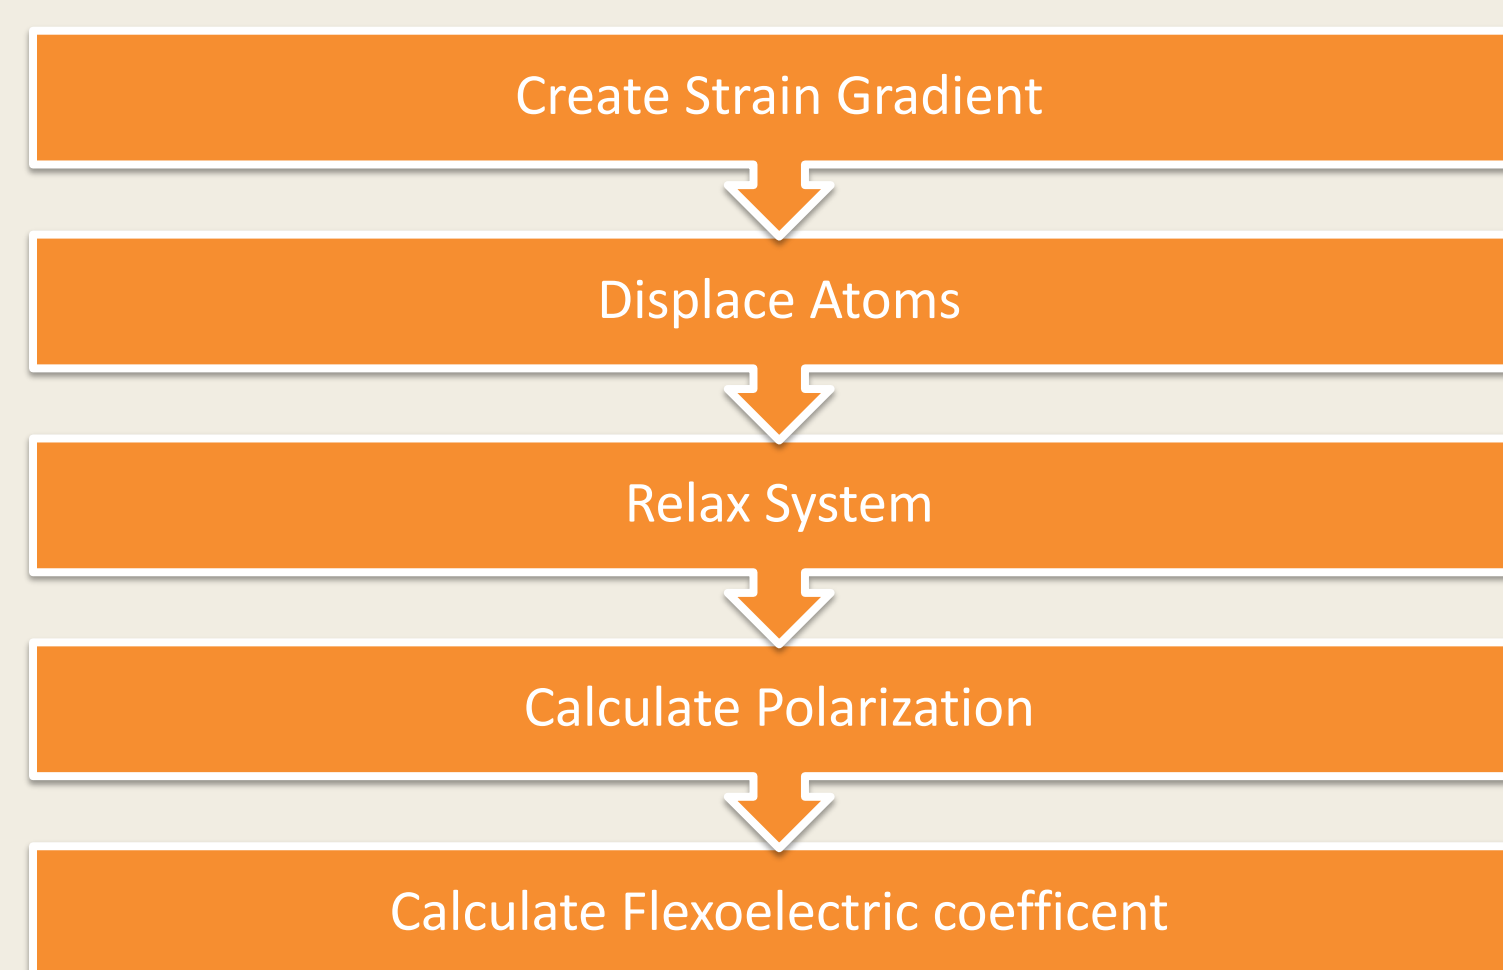 Create Strain Gradient
Displace Atoms
Relax System
Calculate Polarization
Calculate Flexoelectric coefficent